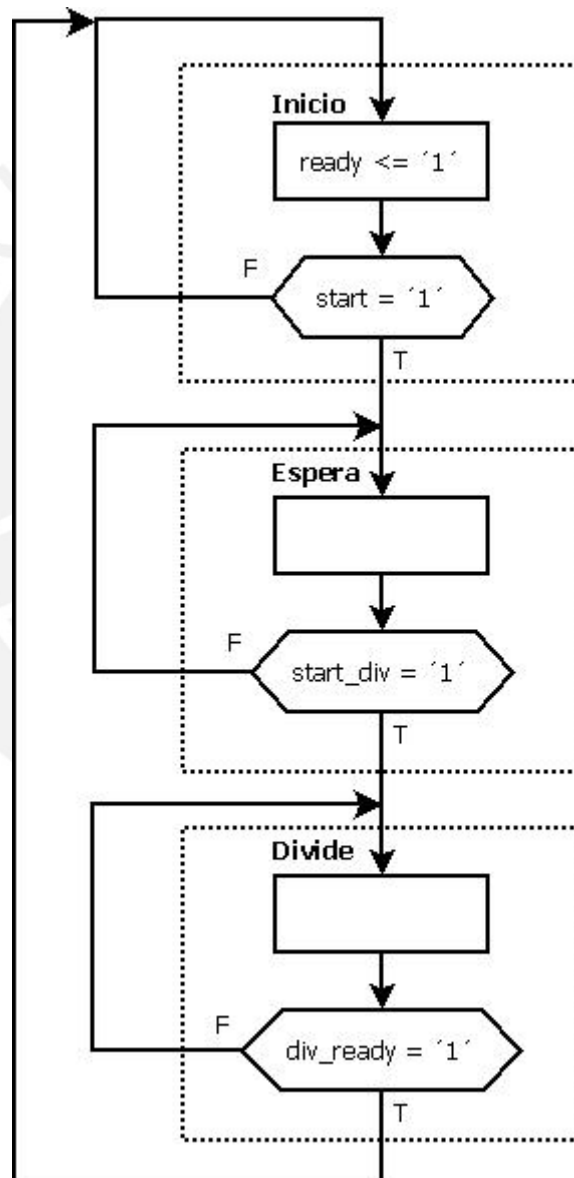 Inicio
ready <= ´1´
F
start = ´1´
T
Espera
F
start_div = ´1´
T
Divide
F
div_ready = ´1´
T